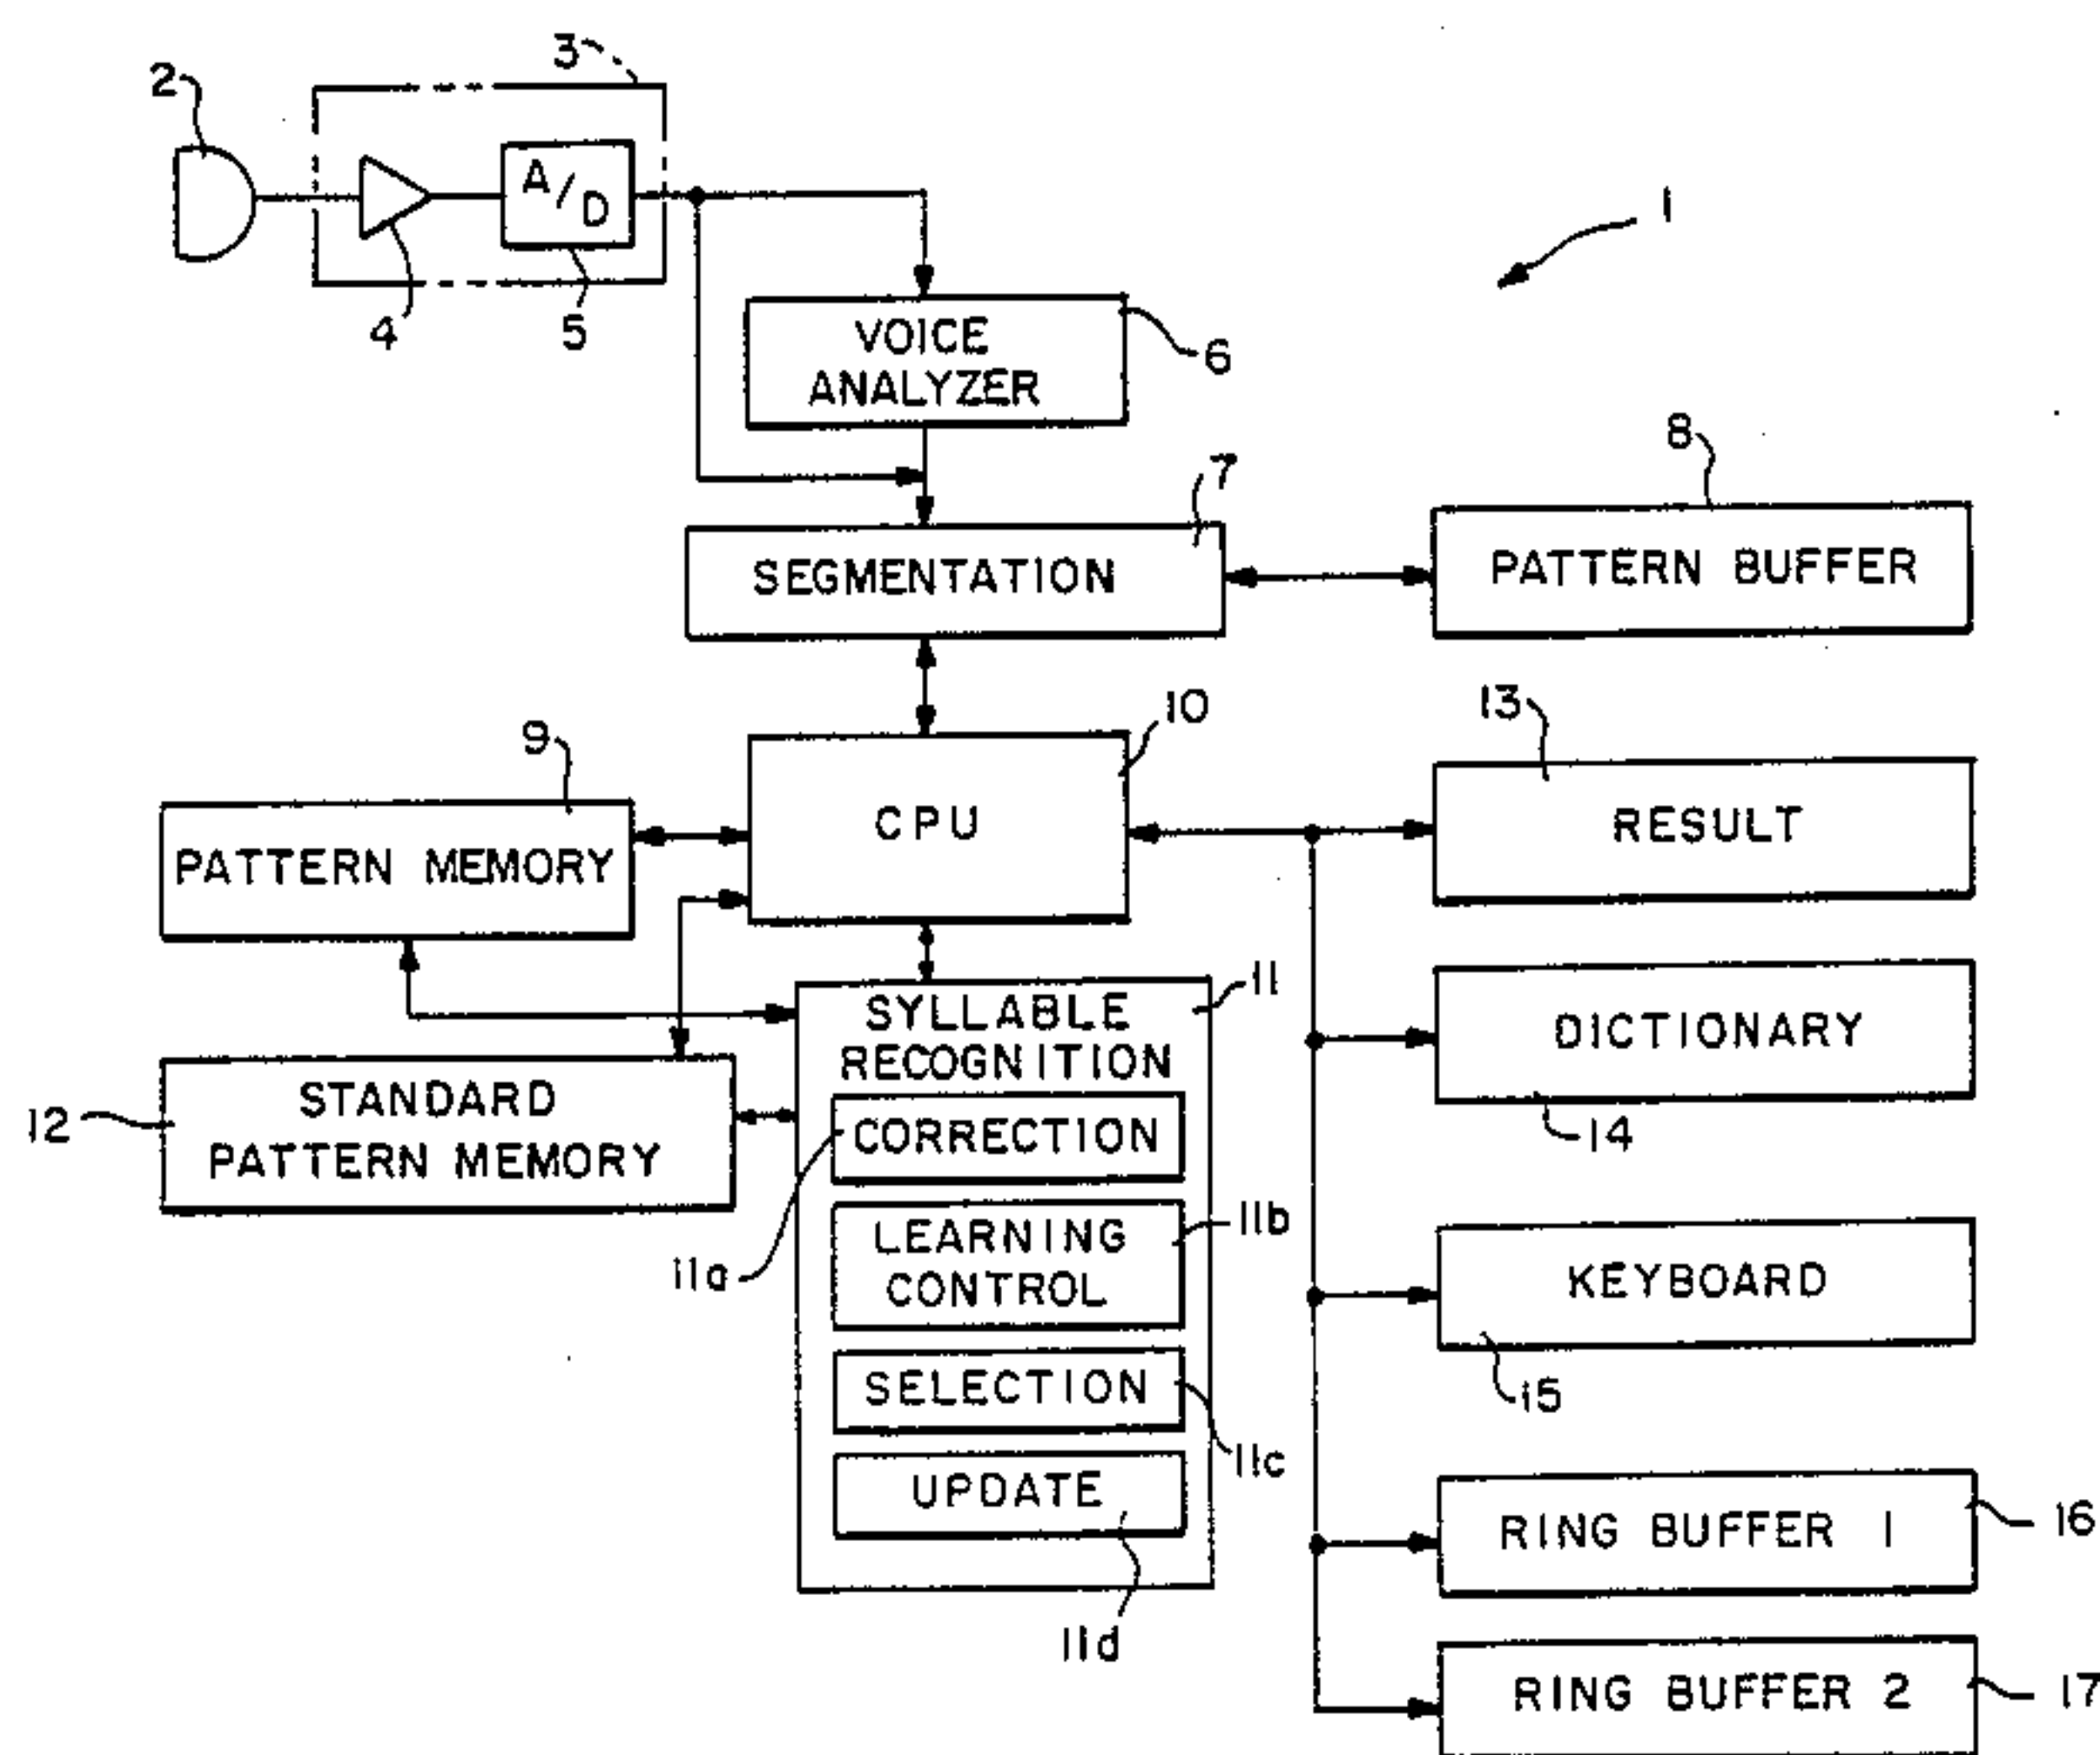 3
2
A/D
1
4
5
VOICE
ANALYZER
6
8
7
SEGMENTATION
PATTERN BUFFER
10
13
9
CPU
RESULT
PATTERN MEMORY
11
SYLLABLE
RECOGNITION
DICTIONARY
STANDARD
PATTERN MEMORY
12
CORRECTION
14
11a
LEARNING
CONTROL
11b
KEYBOARD
SELECTION
15
11c
UPDATE
RING BUFFER 1
16
11d
RING BUFFER 2
17